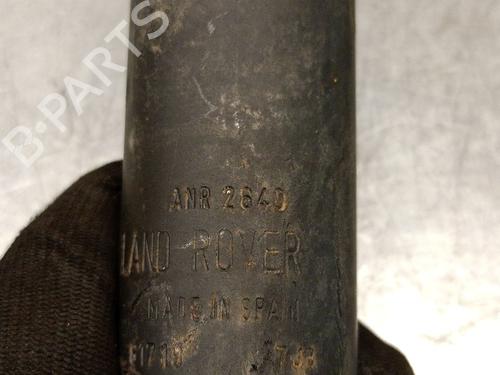 B-PARTS
ANR 2640
LAND-ROVER
MADE IN SPAIN